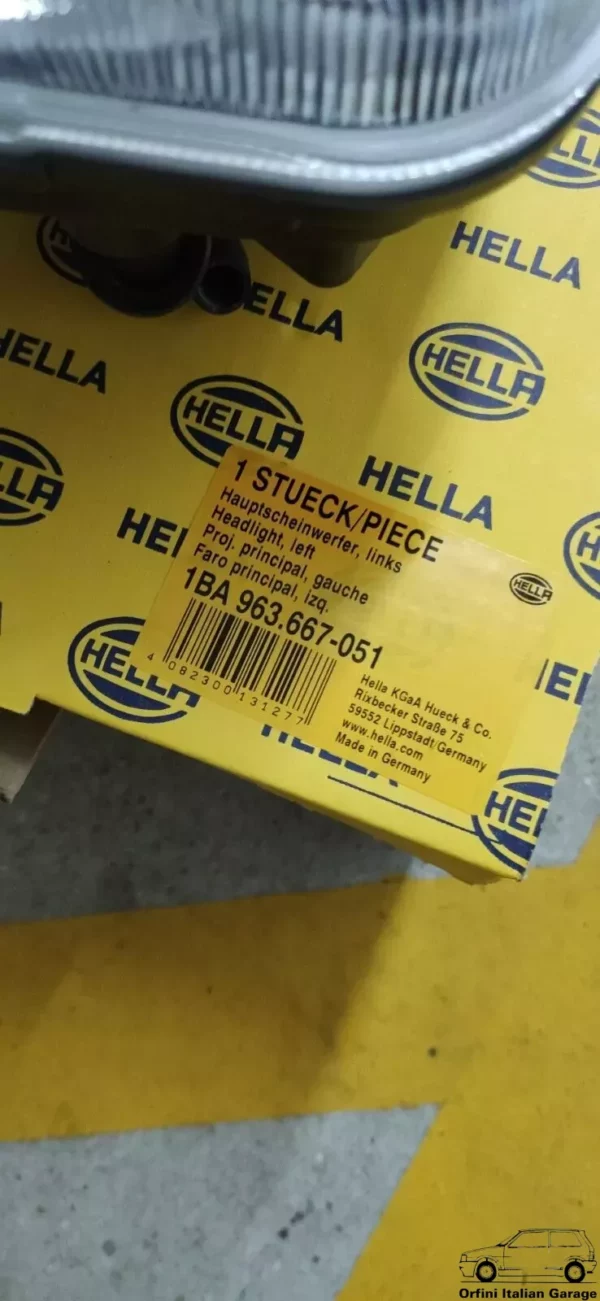 HELLA
HELLA
HELLA
HELLA
HELLA
HELLA
HELLA
1 STUECK/PIECE
Hauptscheinwerfer, links
Headlight, left
Proj. principal, gauche
Faro principal, izq.
1BA 963.667-051
HELLA
4 082300 131277
Hella KGaA Hueck & Co.
Rixbecker Straße 75
59552 Lippstadt/Germany
www.hella.com
Made in Germany
HELLA
HELLA
Orfini Italian Garage